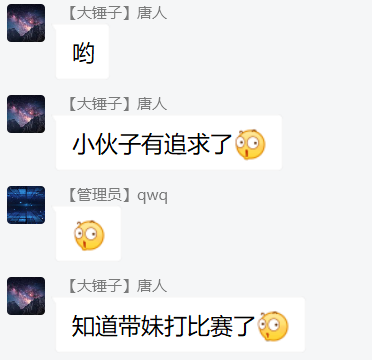 【大锤子】唐人
哟
【大锤子】唐人
小伙子有追求了
【管理员】qwq
【大锤子】唐人
知道带妹打比赛了